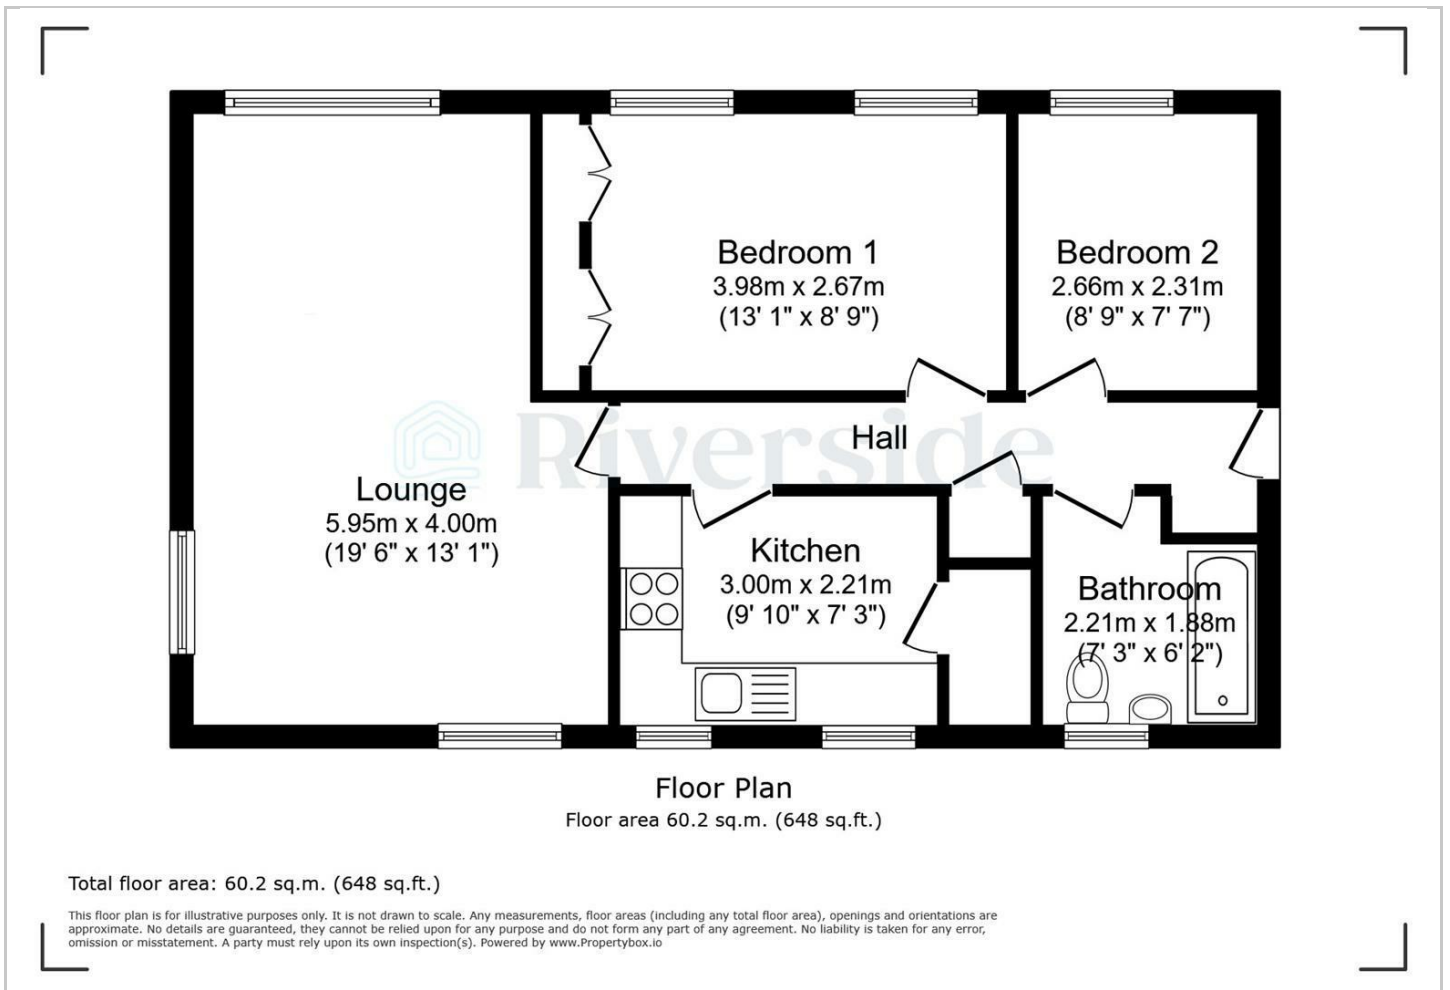 Bedroom 1
3.98m x 2.67m
(13' 1" x 8' 9")
Bedroom 2
2.66m x 2.31m
(8' 9" x 7' 7")
Riverside
Hall
Lounge
5.95m x 4.00m
(19' 6" x 13' 1")
Kitchen
3.00m x 2.21m
(9' 10" x 7' 3")
Bathroom
2.21m x 1.88m
(7' 3" x 6' 2")
Floor Plan
Floor area 60.2 sq.m. (648 sq.ft.)
Total floor area: 60.2 sq.m. (648 sq.ft.)
This floor plan is for illustrative purposes only. It is not drawn to scale. Any measurements, floor areas (including any total floor area), openings and orientations are
approximate. No details are guaranteed, they cannot be relied upon for any purpose and do not form any part of any agreement. No liability is taken for any error,
omission or misstatement. A party must rely upon its own inspection(s). Powered by www.Propertybox.io